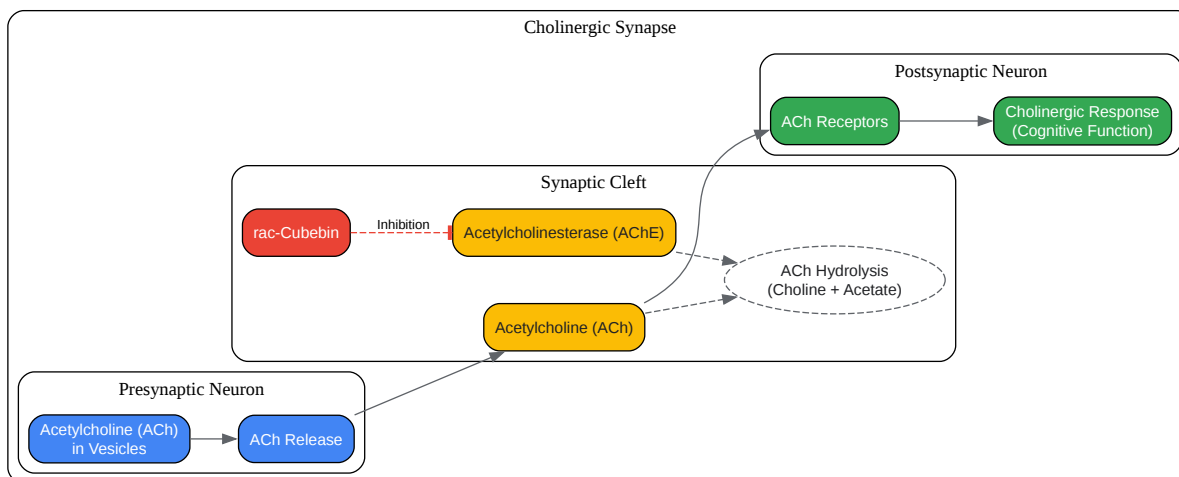 Cholinergic Synapse
Postsynaptic Neuron
ACh Receptors
Cholinergic Response
(Cognitive Function)
Synaptic Cleft
rac-Cubebin
Inhibition
Acetylcholinesterase (AChE)
ACh Hydrolysis
(Choline + Acetate)
Acetylcholine (ACh)
Presynaptic Neuron
Acetylcholine (ACh)
in Vesicles
ACh Release